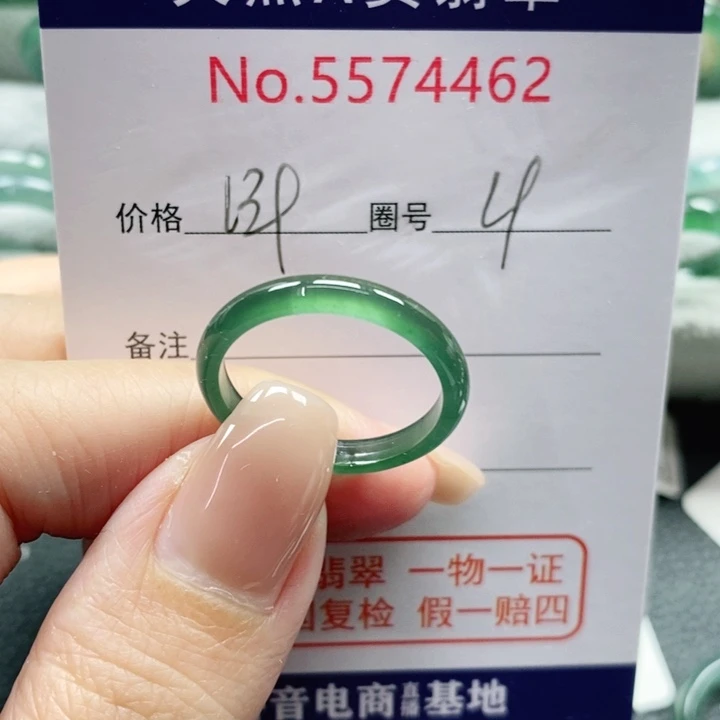 No.5574462
价格 139 圈号 4
备注
翡翠 一物一证
复检 假一赔四
音电商直播基地